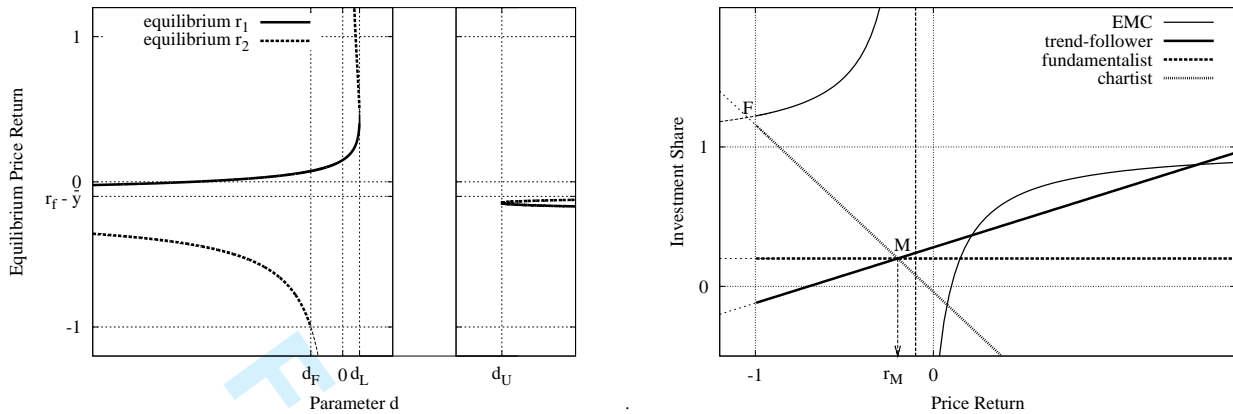 equilibrium r1
equilibrium r2
Equilibrium Price Return
1
0
rf - ȳ
-1
dF
0
dL
dU
Parameter d
F
.
EMC
trend-follower
fundamentalist
chartist
Investment Share
1
0
F
M
-1
rM
0
Price Return